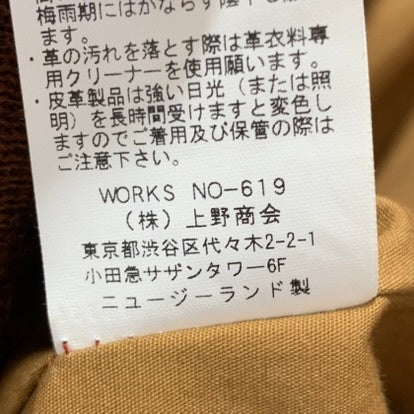 梅雨期にはかならず陰干し願い
ます。
・革の汚れを落とす際は革衣料専
用クリーナーを使用願います。
・皮革製品は強い日光（または照
明）を長時間受けますと変色し
ますのでご着用及び保管の際は
ご注意下さい。
WORKS NO-619
（株）上野商会
東京都渋谷区代々木2-2-1
小田急サザンタワー6F
ニュージーランド製